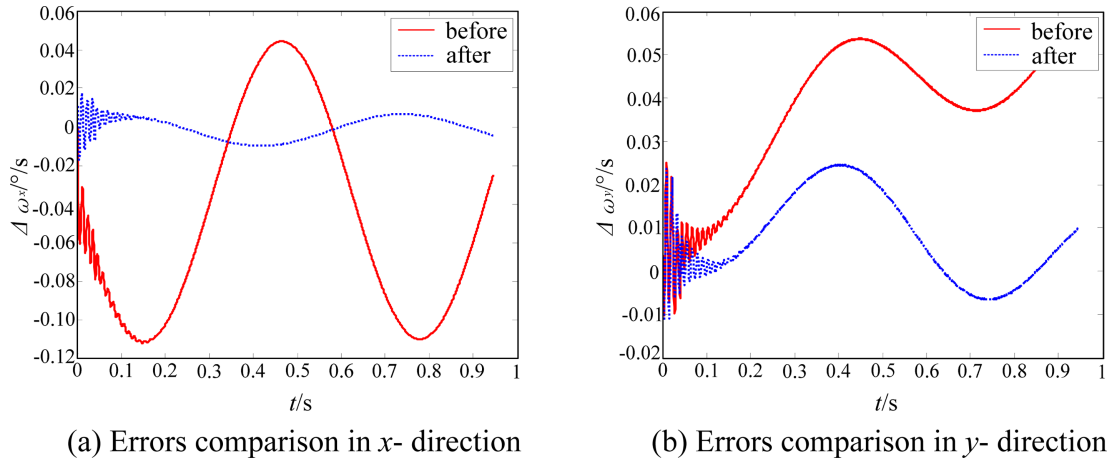 0.06
0.04
0.02
0
-0.02
-0.04
-0.06
-0.08
-0.10
-0.12
Δ ωˣ/°/s
before
after
0 0.1 0.2 0.3 0.4 0.5 0.6 0.7 0.8 0.9 1
t/s
(a) Errors comparison in x- direction
0.06
0.05
0.04
0.03
0.02
0.01
0
-0.01
-0.02
Δ ωʸ/°/s
before
after
0 0.1 0.2 0.3 0.4 0.5 0.6 0.7 0.8 0.9 1
t/s
(b) Errors comparison in y- direction